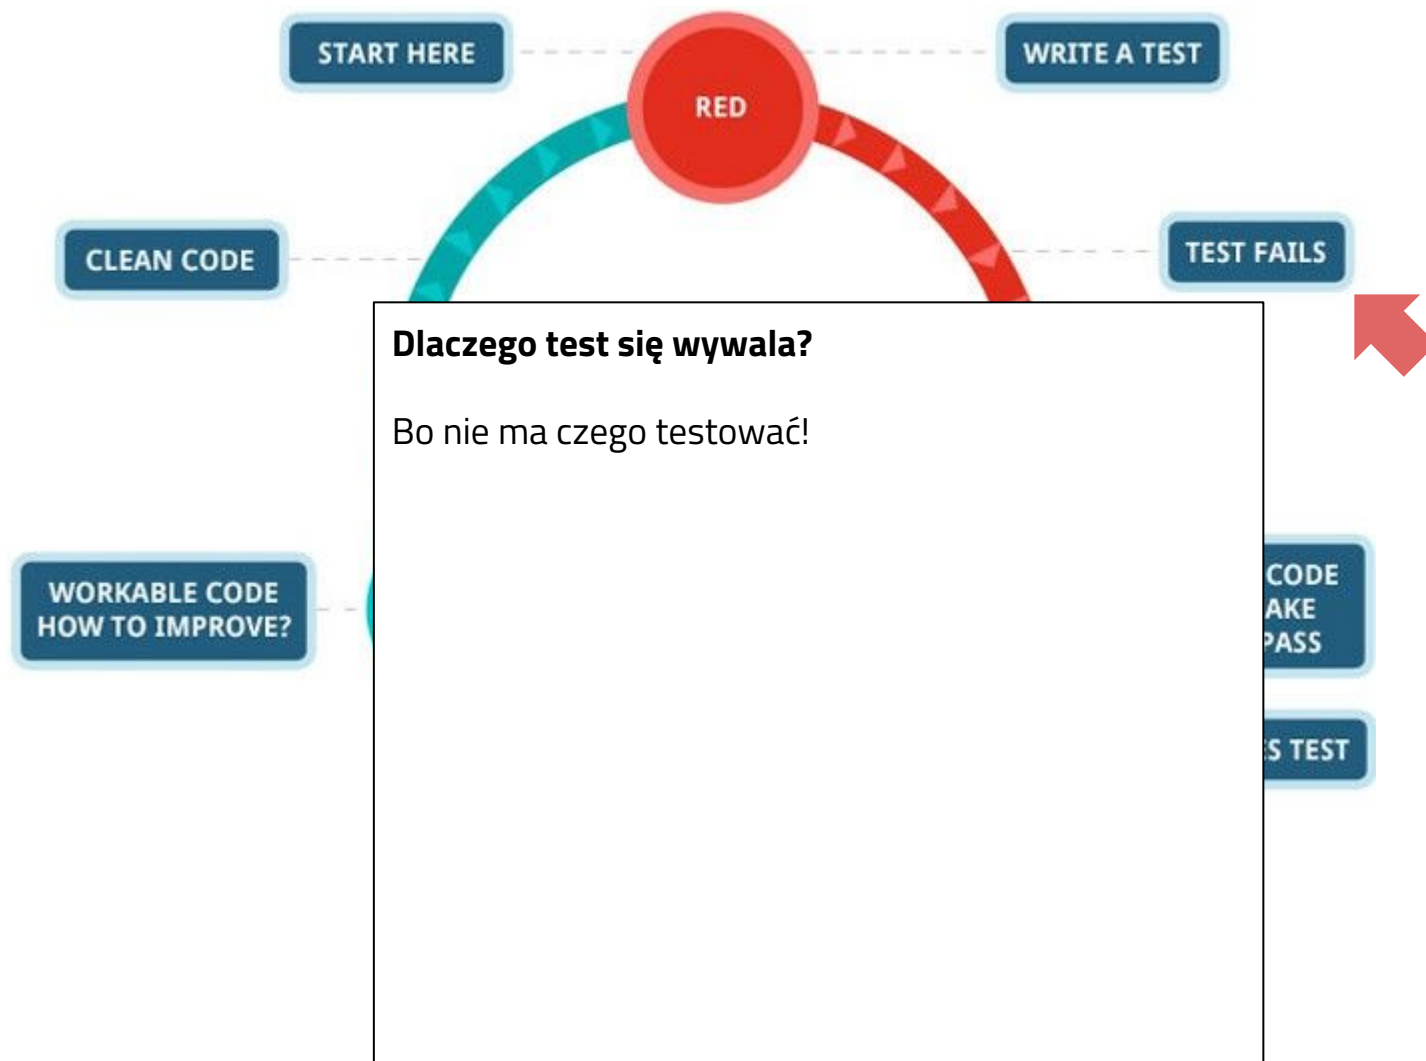 START HERE
WRITE A TEST
RED
TEST FAILS
CLEAN CODE
Dlaczego test się wywala?
Bo nie ma czego testować!
WORKABLE CODE
HOW TO IMPROVE?
CODE
AKE
PASS
S TEST